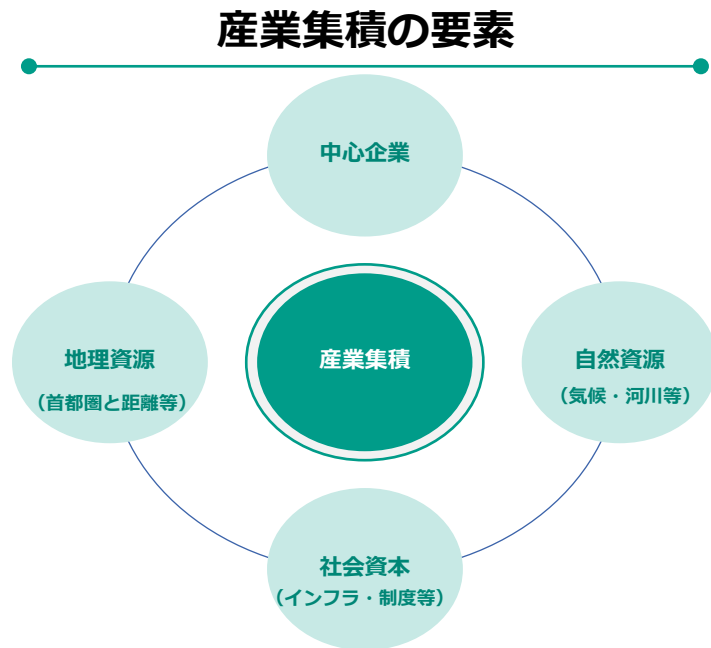 産業集積の要素
中心企業
地理資源
（首都圏と距離等）
産業集積
自然資源
（気候・河川等）
社会資本
（インフラ・制度等）